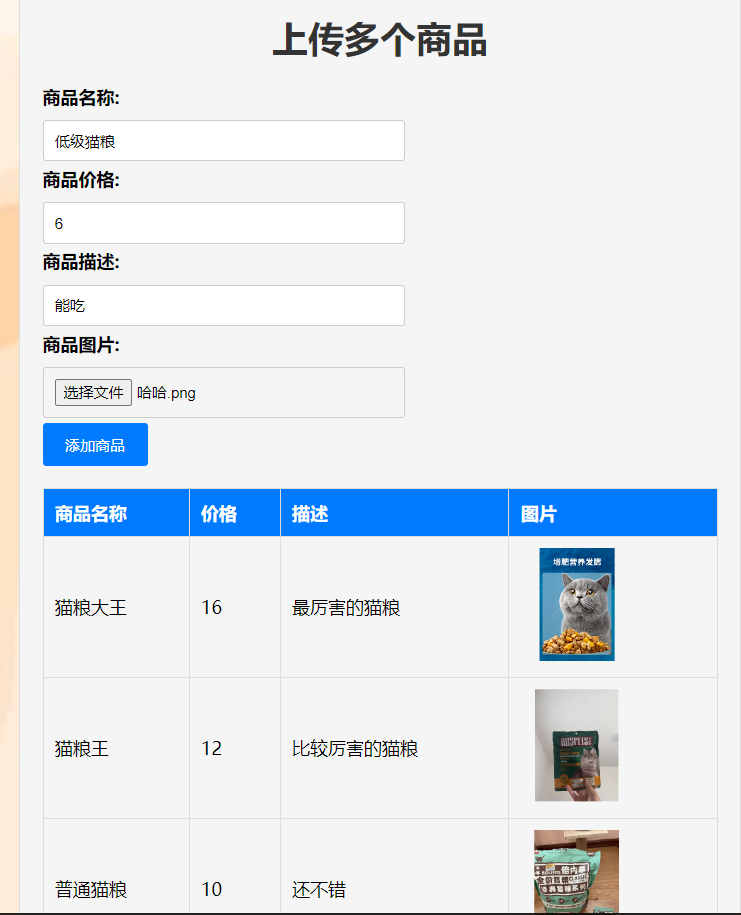 上传多个商品
商品名称:
低级猫粮
商品价格:
6
商品描述:
能吃
商品图片:
选择文件 哈哈.png
添加商品
商品名称 价格 描述 图片
增肥营养发腮
猫粮大王 16 最厉害的猫粮
猫粮王 12 比较厉害的猫粮
普通猫粮 10 还不错